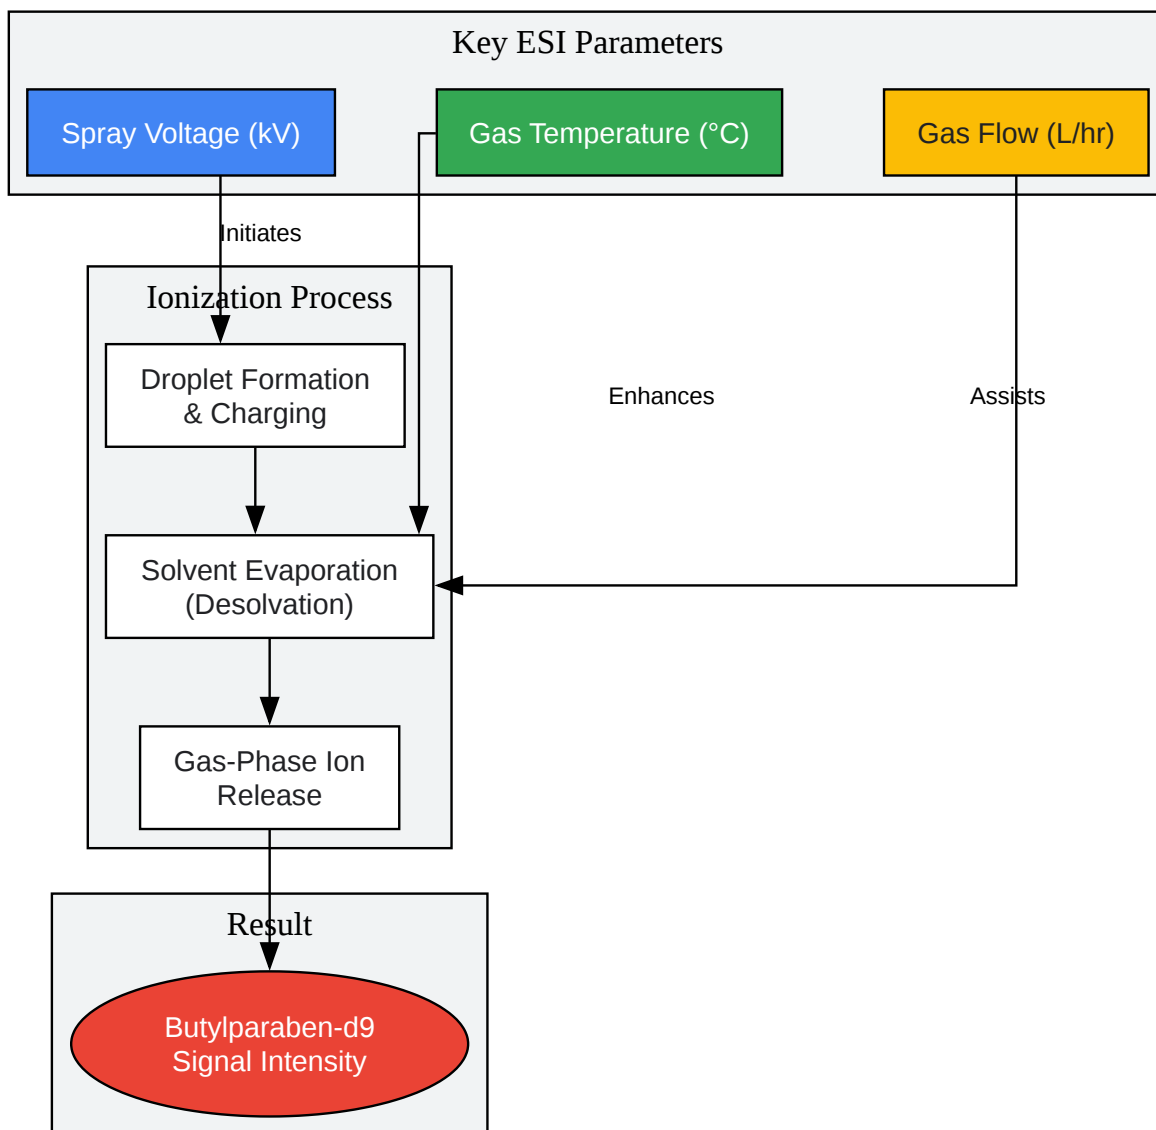 Key ESI Parameters
Spray Voltage (kV)
Gas Temperature (°C)
Gas Flow (L/hr)
Initiates
Ionization Process
Droplet Formation
& Charging
Enhances
Assists
Solvent Evaporation
(Desolvation)
Gas-Phase Ion
Release
Result
Butylparaben-d9
Signal Intensity